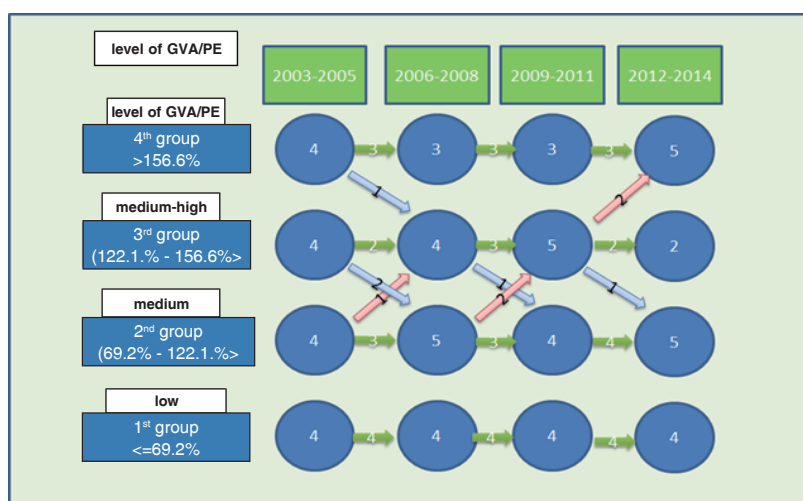 level of GVA/PE
2003-2005 2006-2008 2009-2011 2012-2014
level of GVA/PE
4th group
>156.6%
4 3 3 3 3 3 5
1 2
medium-high
3rd group
(122.1.% - 156.6%>
4 2 4 3 5 2 2
2 1 1 2 1
medium
2nd group
(69.2% - 122.1.%>
4 3 5 3 4 4 5
low
1st group
<=69.2%
4 4 4 4 4 4 4